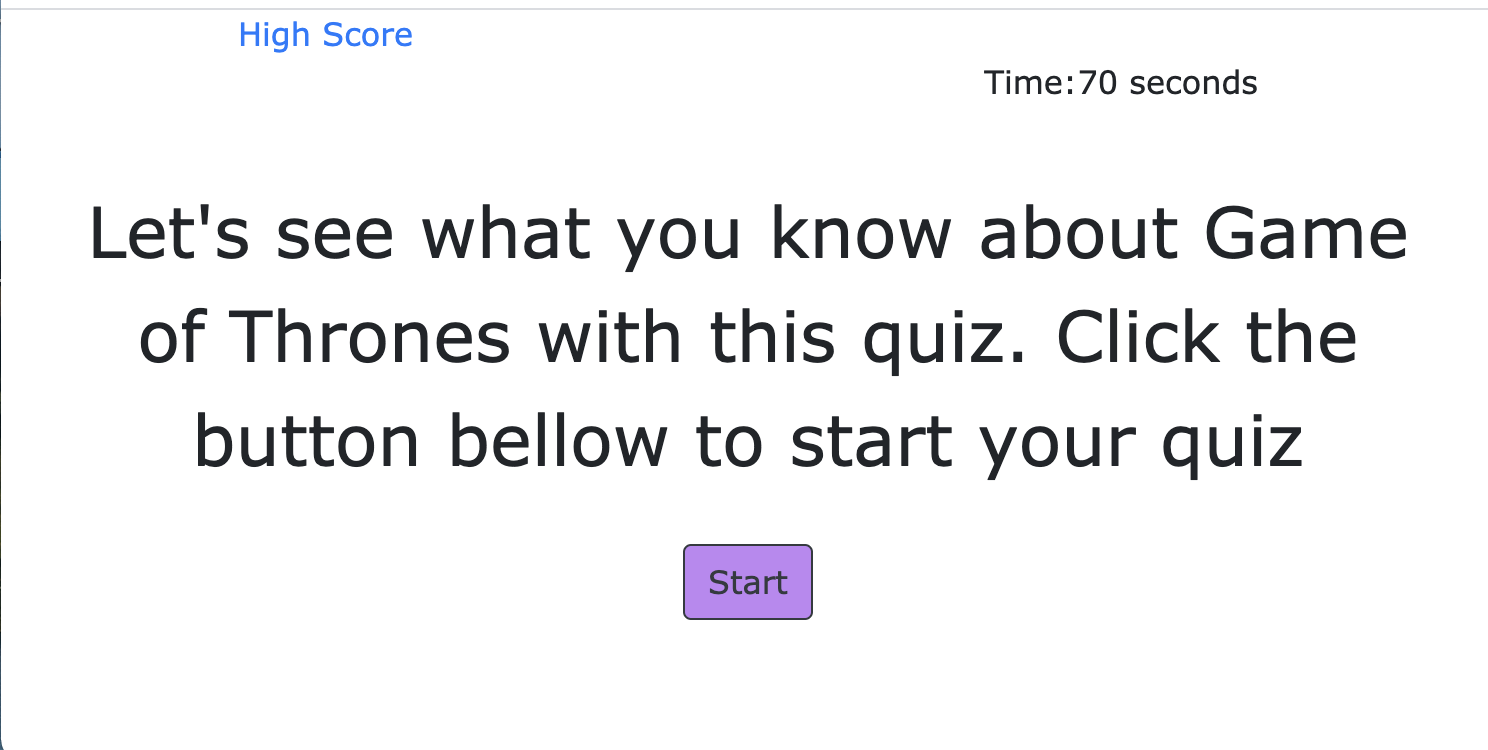 High Score
Time:70 seconds
Let's see what you know about Game
of Thrones with this quiz. Click the
button bellow to start your quiz
Start